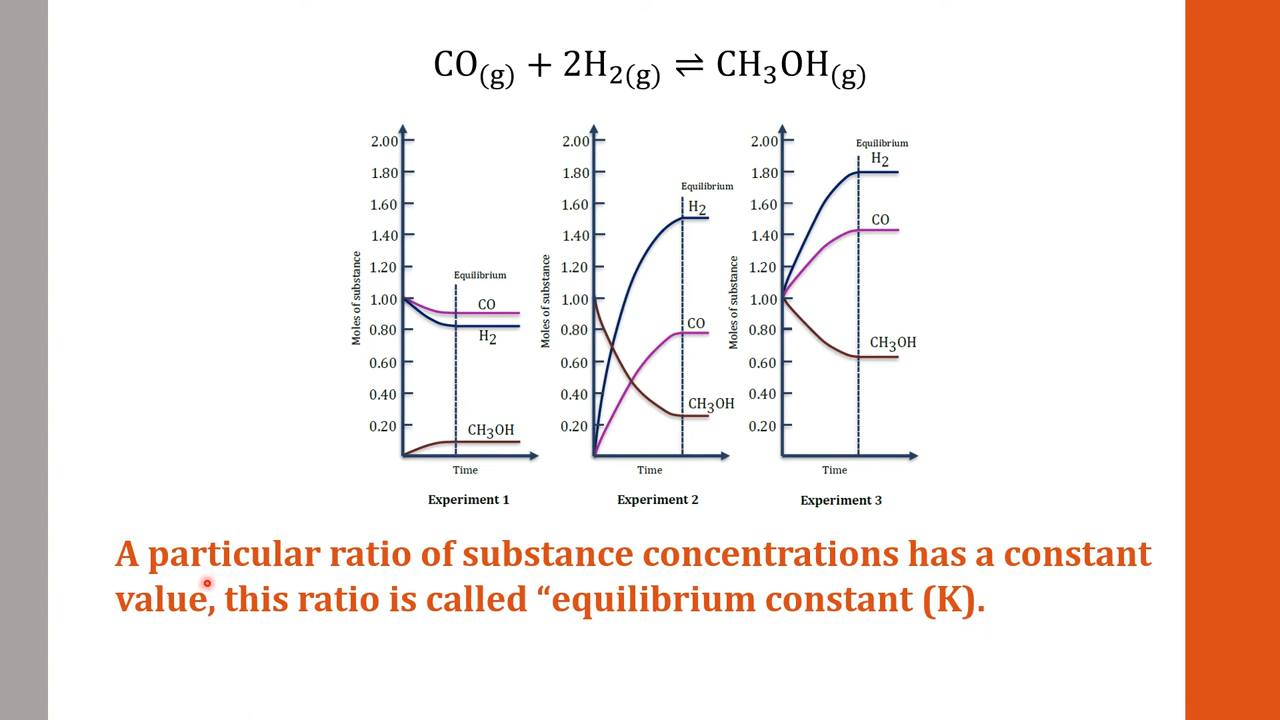 CO(g) + 2H2(g) ⇌ CH3OH(g)
2.00
1.80
1.60
1.40
1.20
1.00
0.80
0.60
0.40
0.20
Moles of substance
Equilibrium
CO
H2
CH3OH
Time
Experiment 1
2.00
1.80
1.60
1.40
1.20
1.00
0.80
0.60
0.40
0.20
Moles of substance
Equilibrium
H2
CO
CH3OH
Time
Experiment 2
2.00
1.80
1.60
1.40
1.20
1.00
0.80
0.60
0.40
0.20
Moles of substance
Equilibrium
H2
CO
CH3OH
Time
Experiment 3
A particular ratio of substance concentrations has a constant
value, this ratio is called “equilibrium constant (K).